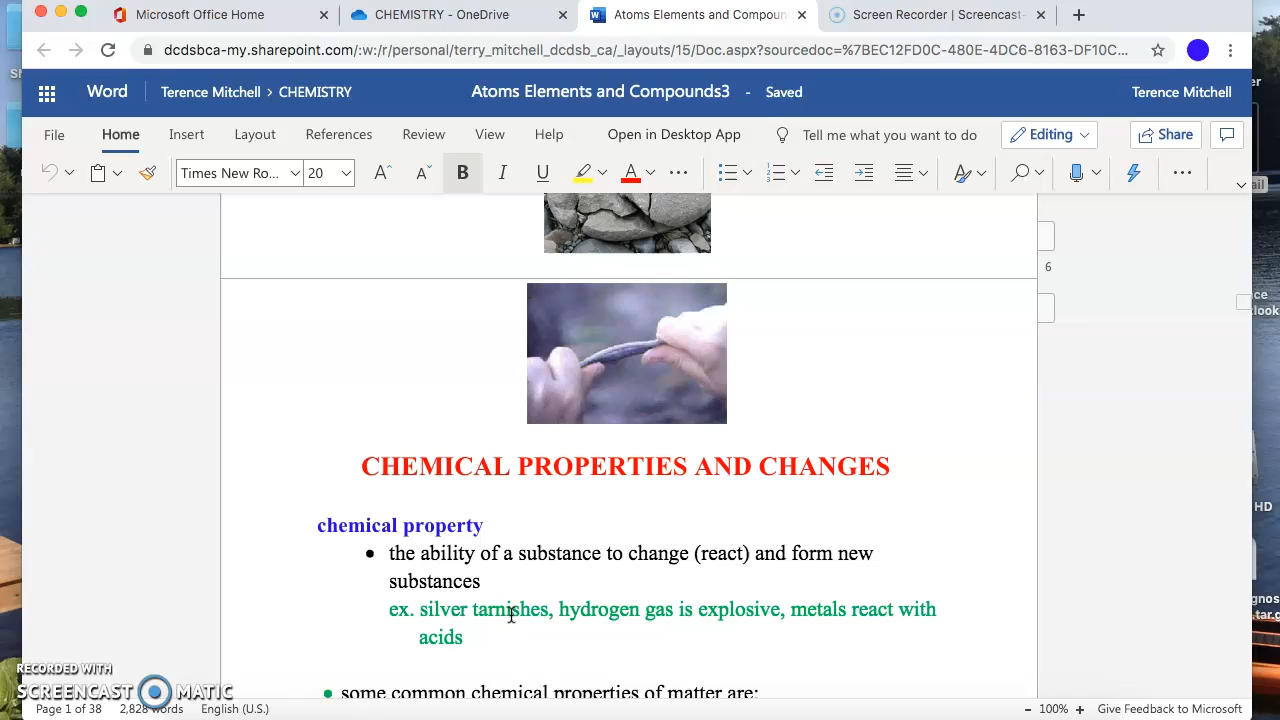 Microsoft Office Home
CHEMISTRY - OneDrive
Atoms Elements and Compoun
Screen Recorder | Screencast-
dcdsbca-my.sharepoint.com/:w:/r/personal/terry_mitchell_dcdsb_ca/_layouts/15/Doc.aspx?sourcedoc=%7BEC12FD0C-480E-4DC6-8163-DF10C...
Word
Terence Mitchell > CHEMISTRY
Atoms Elements and Compounds3 - Saved
Terence Mitchell
File Home Insert Layout References Review View Help Open in Desktop App Tell me what you want to do Editing Share
Times New Ro... 20 A A B I U A
6
CHEMICAL PROPERTIES AND CHANGES
chemical property
• the ability of a substance to change (react) and form new
substances
ex. silver tarnishes, hydrogen gas is explosive, metals react with
acids
• some common chemical properties of matter are:
RECORDED WITH
SCREENCAST MATIC
Page 1 of 38 2,828 words English (U.S.) - 100% + Give Feedback to Microsoft
HD